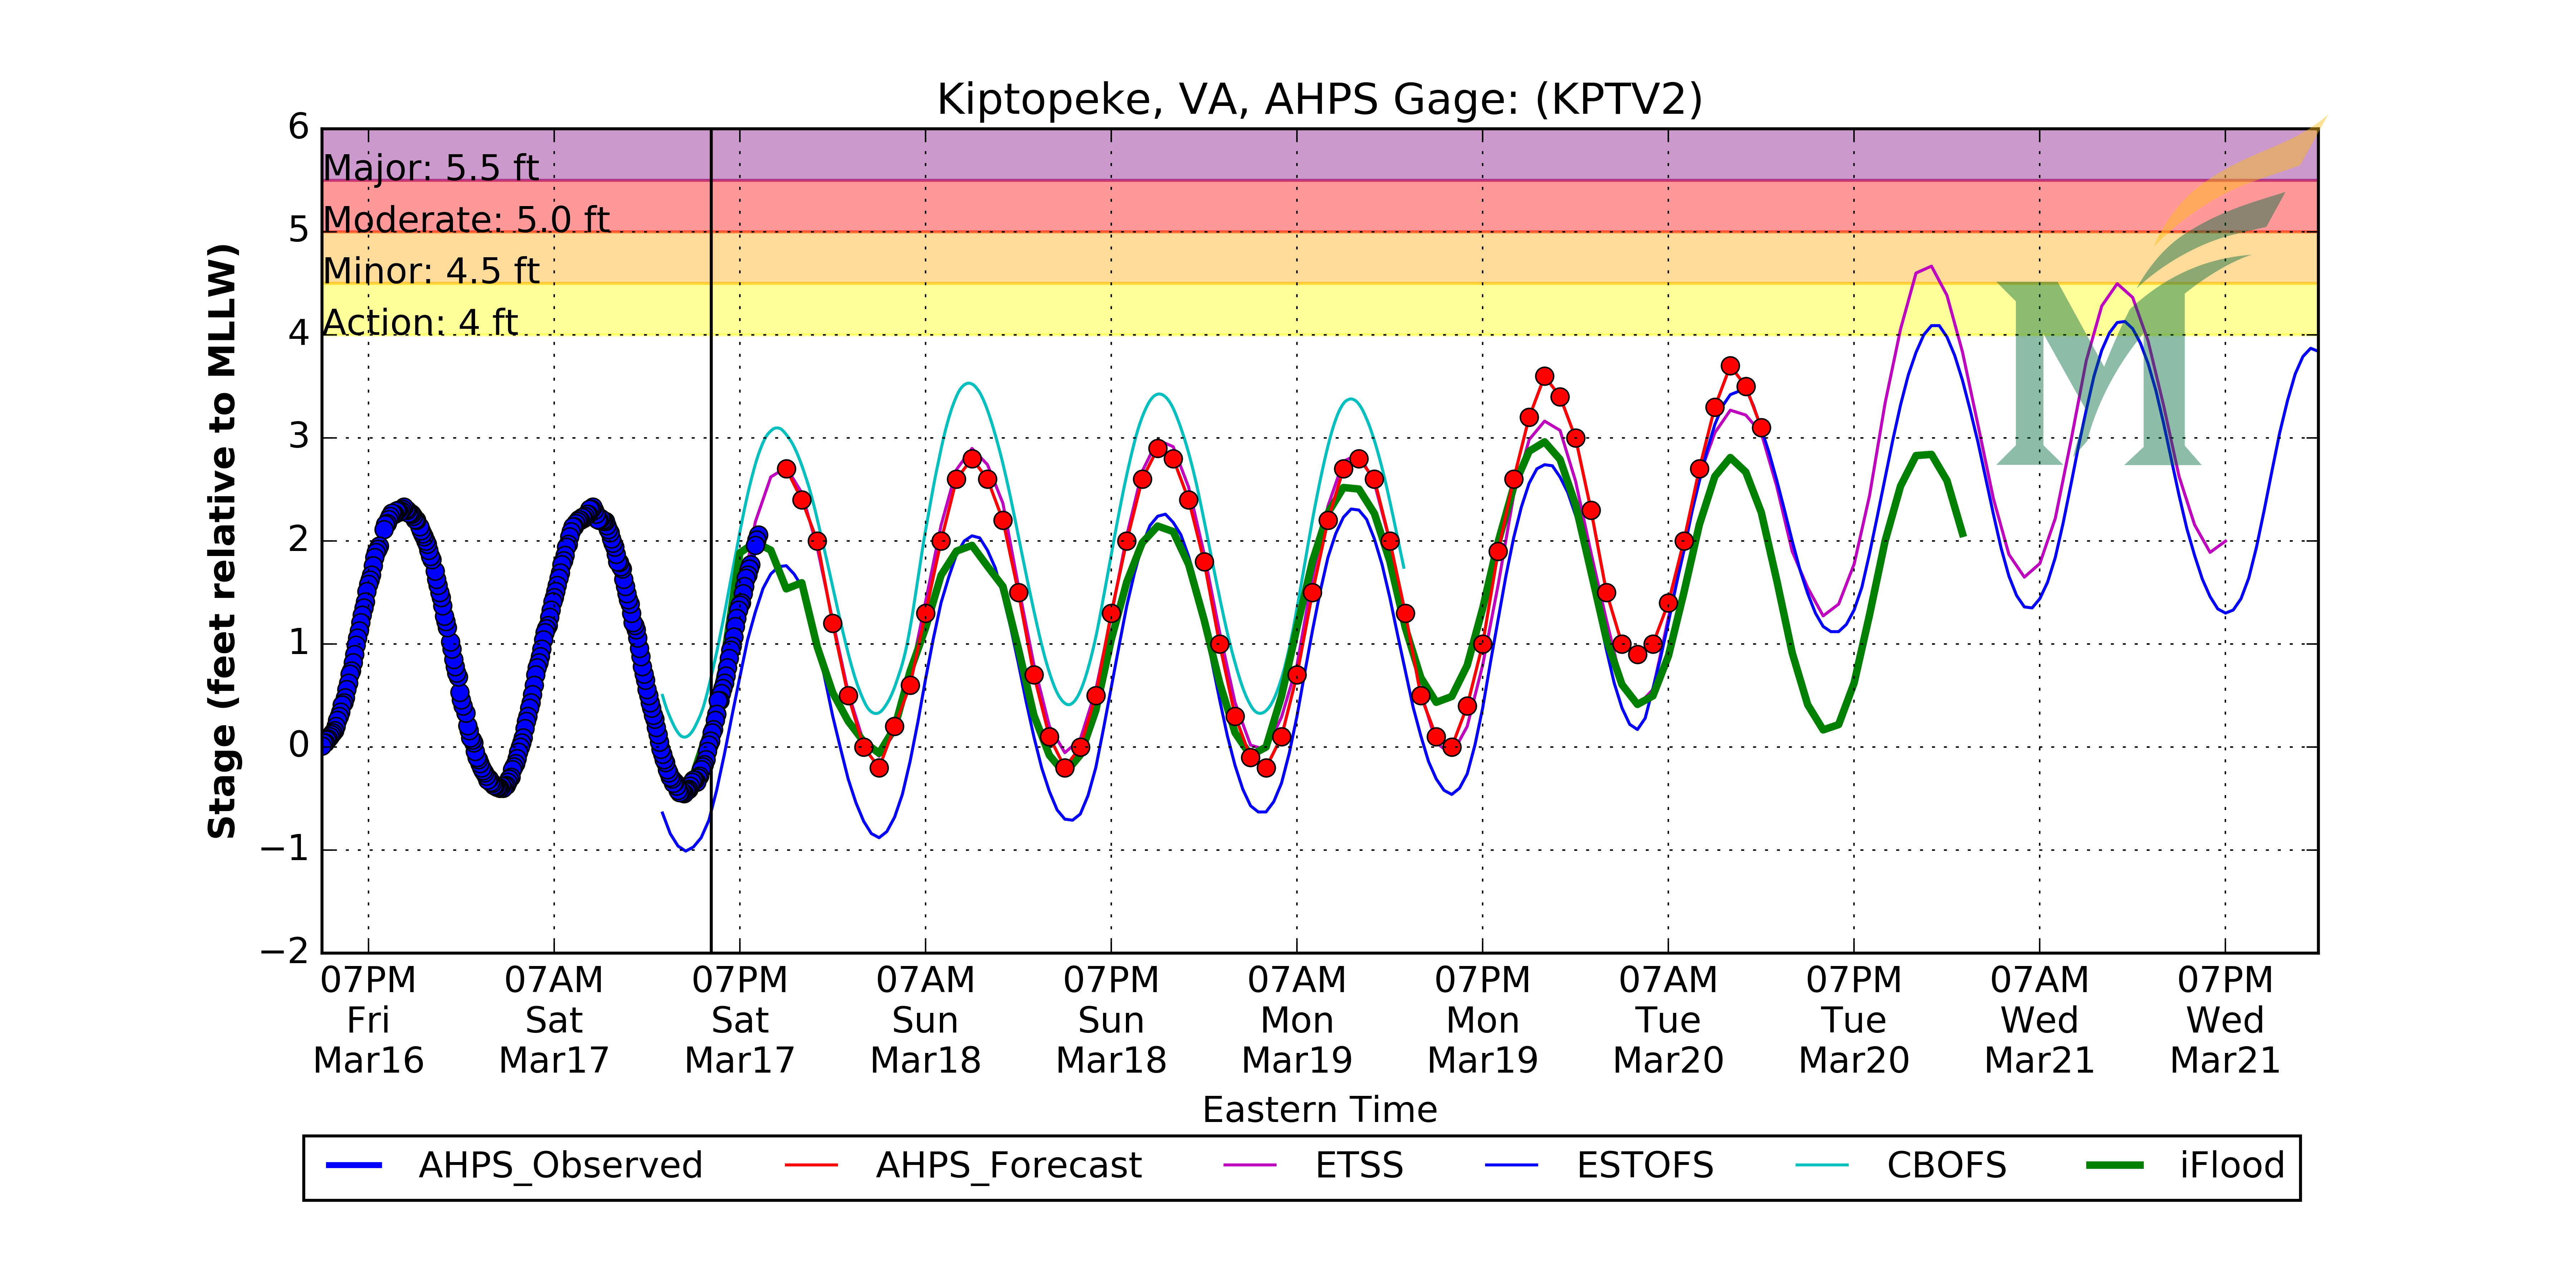 Kiptopeke, VA, AHPS Gage: (KPTV2)
Stage (feet relative to MLLW)
6
5
4
3
2
1
0
−1
−2
Major: 5.5 ft
Moderate: 5.0 ft
Minor: 4.5 ft
Action: 4 ft
M
07PM 07AM 07PM 07AM 07PM 07AM 07PM 07AM 07PM 07AM 07PM
Fri Sat Sat Sun Sun Mon Mon Tue Tue Wed Wed
Mar16 Mar17 Mar17 Mar18 Mar18 Mar19 Mar19 Mar20 Mar20 Mar21 Mar21
Eastern Time
AHPS_Observed AHPS_Forecast ETSS ESTOFS CBOFS iFlood